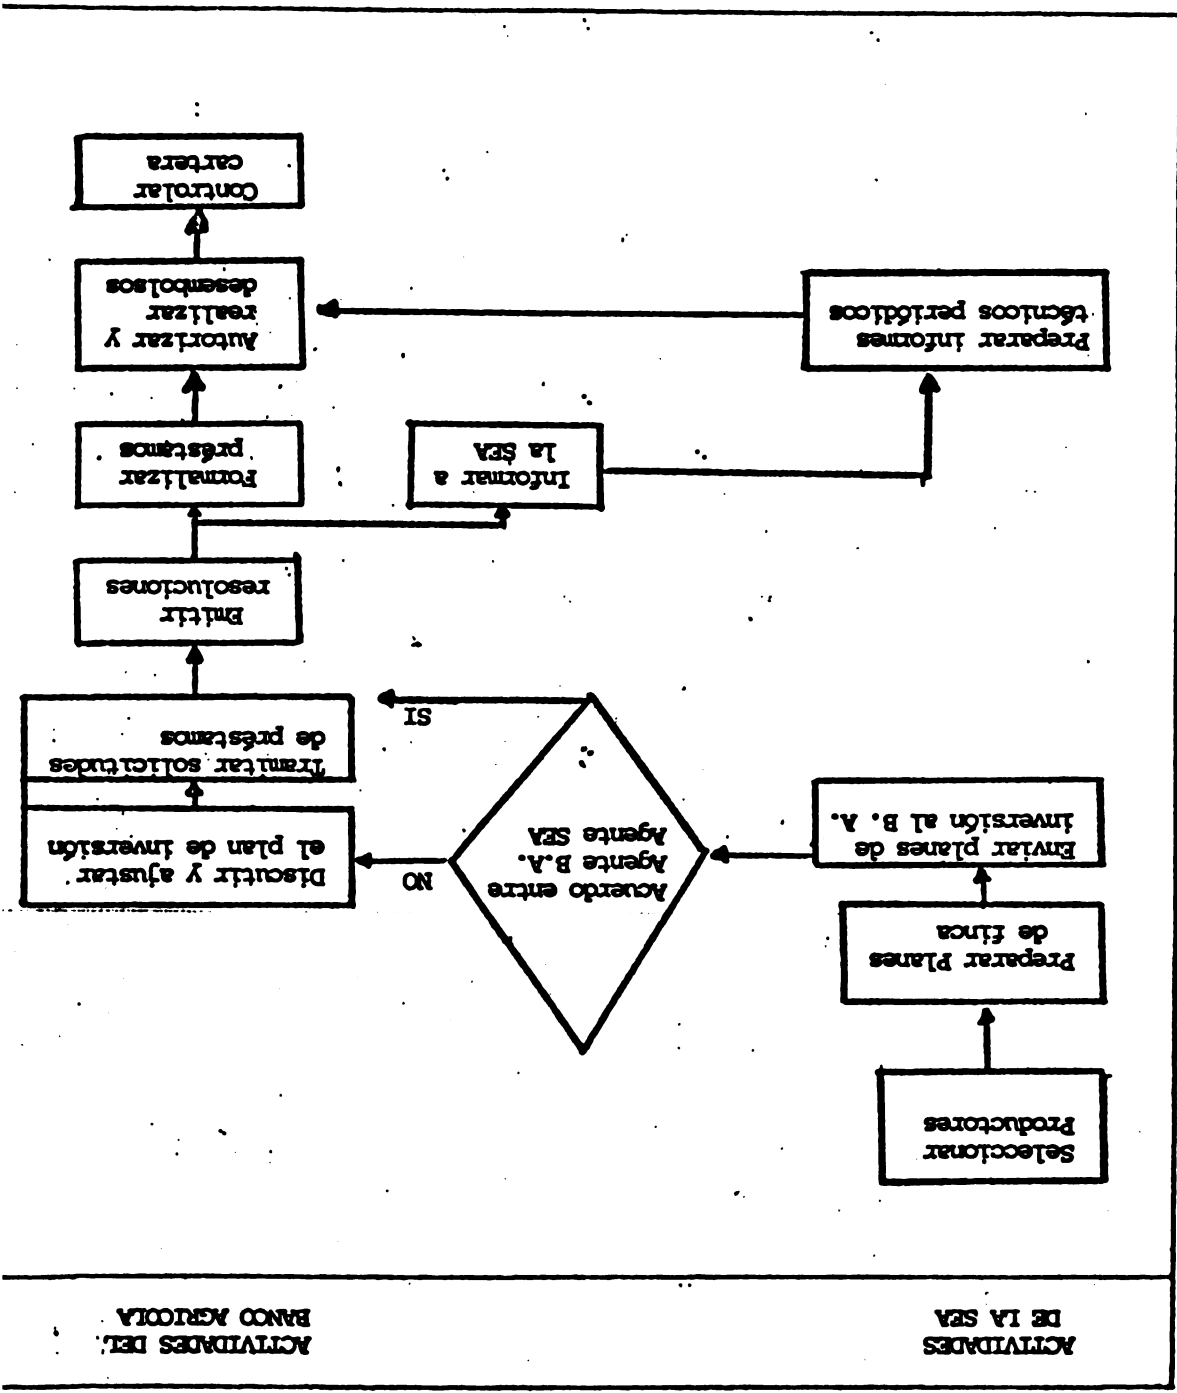 ACTIVIDADES
DE LA SEA
ACTIVIDADES DEL
BANCO AGRICOLA
Seleccionar
Productores
Preparar Planes
de finca
Enviar planes de
inversión al B. A.
Acuerdo entre
Agente B.A.
Agente SEA
NO
SI
Discutir y ajustar
el plan de inversión
Tramitar solicitudes
de préstamos
Emitir
resoluciones
Informar a
la SEA
Formalizar
préstamos
Preparar informes
técnicos periódicos
Autorizar y
realizar
desembolsos
Controlar
cartera